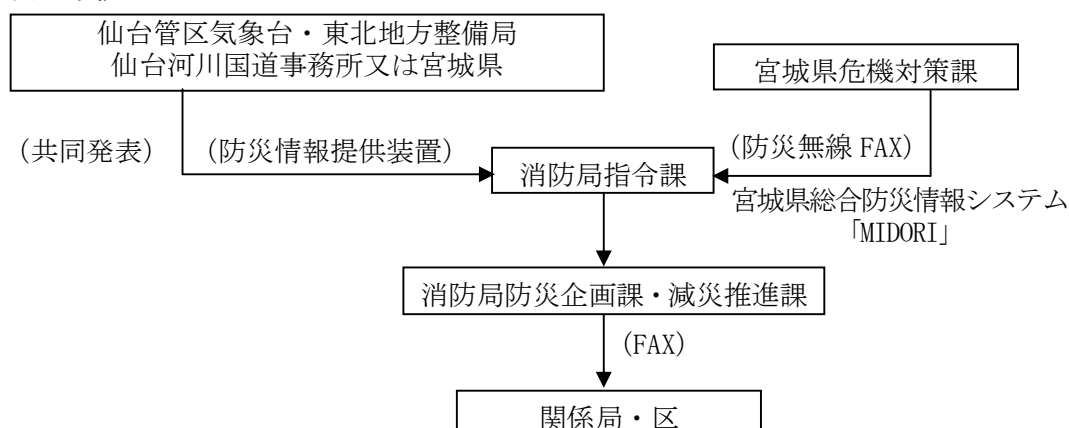 仙台管区気象台・東北地方整備局
仙台河川国道事務所又は宮城県
宮城県危機対策課
(共同発表)
(防災情報提供装置)
(防災無線 FAX)
消防局指令課
宮城県総合防災情報システム
「MIDORI」
消防局防災企画課・減災推進課
(FAX)
関係局・区